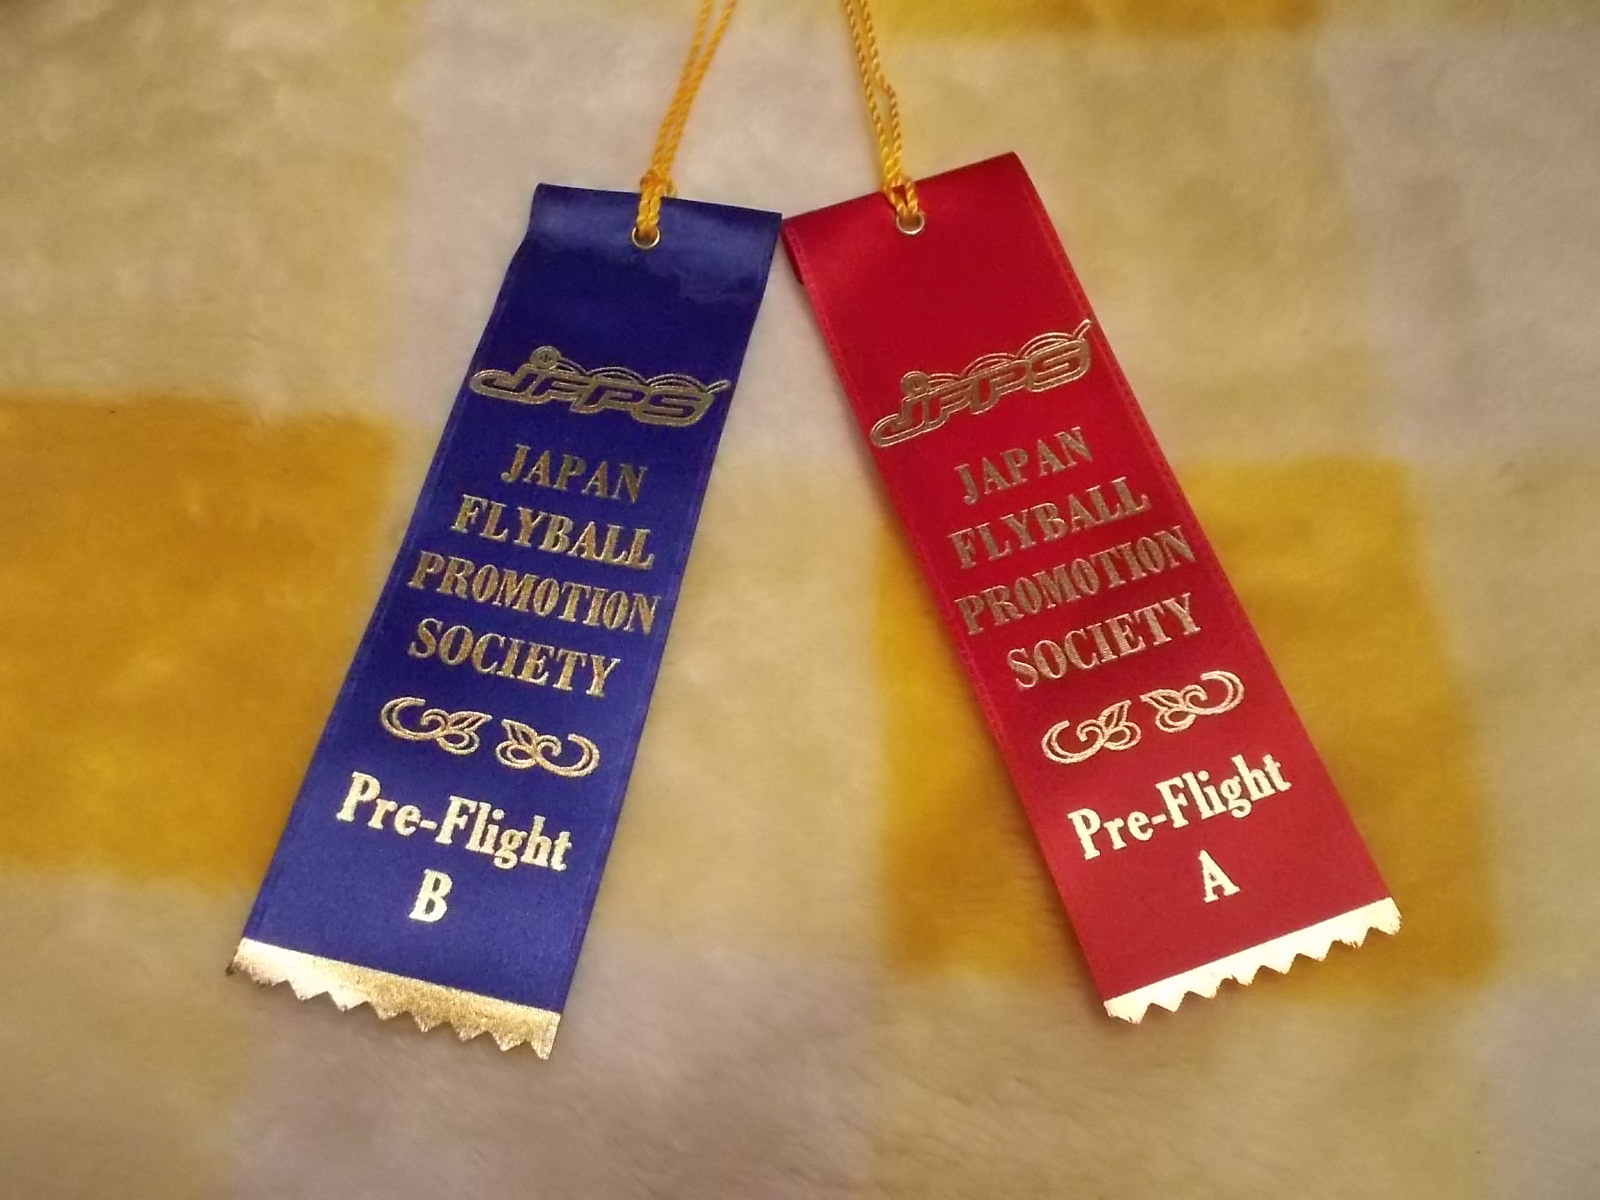 JFPS
JAPAN
FLYBALL
PROMOTION
SOCIETY
Pre-Flight
B
JFPS
JAPAN
FLYBALL
PROMOTION
SOCIETY
Pre-Flight
A